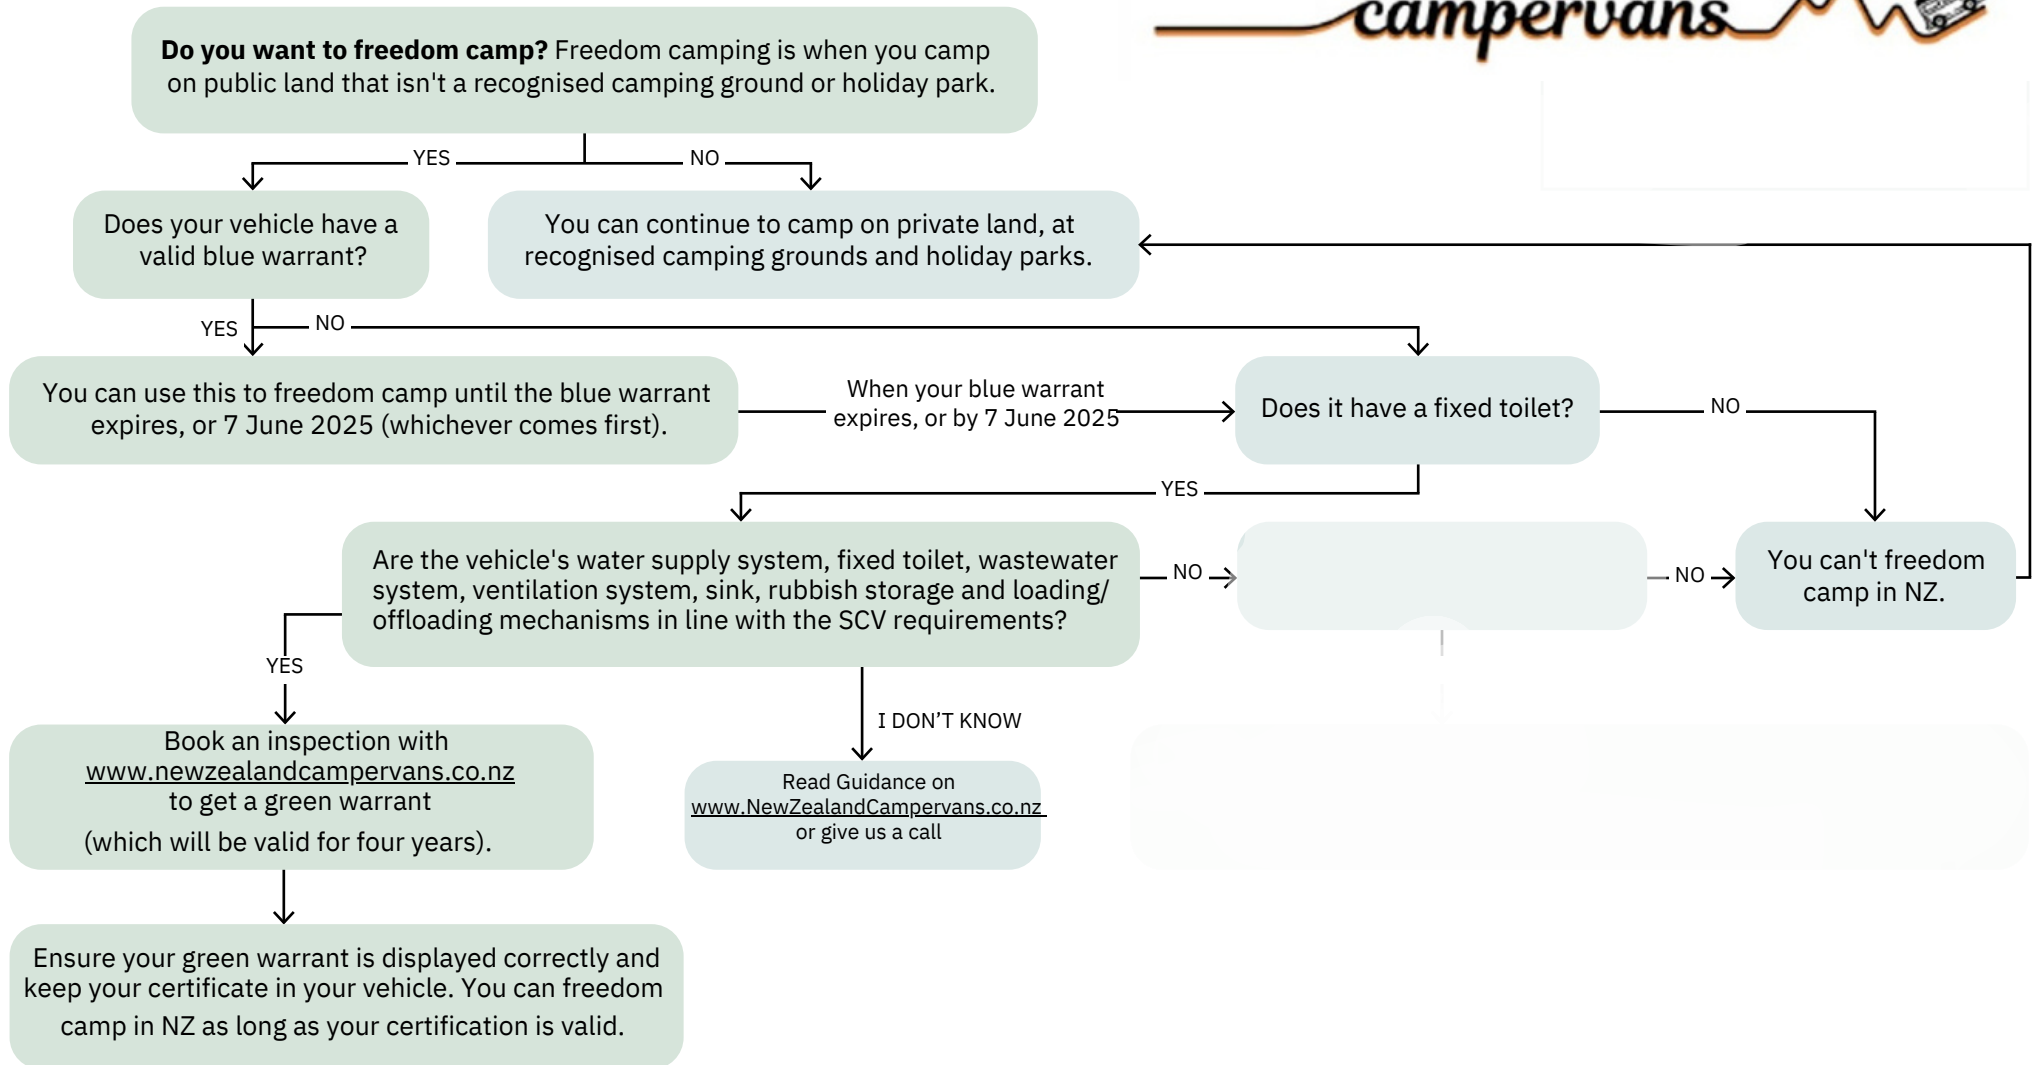 campervans
Do you want to freedom camp? Freedom camping is when you camp
on public land that isn't a recognised camping ground or holiday park.
YES
NO
Does your vehicle have a
valid blue warrant?
You can continue to camp on private land, at
recognised camping grounds and holiday parks.
YES
NO
You can use this to freedom camp until the blue warrant
expires, or 7 June 2025 (whichever comes first).
When your blue warrant
expires, or by 7 June 2025
Does it have a fixed toilet?
NO
YES
Are the vehicle's water supply system, fixed toilet, wastewater
system, ventilation system, sink, rubbish storage and loading/
offloading mechanisms in line with the SCV requirements?
NO
NO
You can't freedom
camp in NZ.
YES
I DON’T KNOW
Book an inspection with
www.newzealandcampervans.co.nz
to get a green warrant
(which will be valid for four years).
Read Guidance on
www.NewZealandCampervans.co.nz
or give us a call
Ensure your green warrant is displayed correctly and
keep your certificate in your vehicle. You can freedom
camp in NZ as long as your certification is valid.